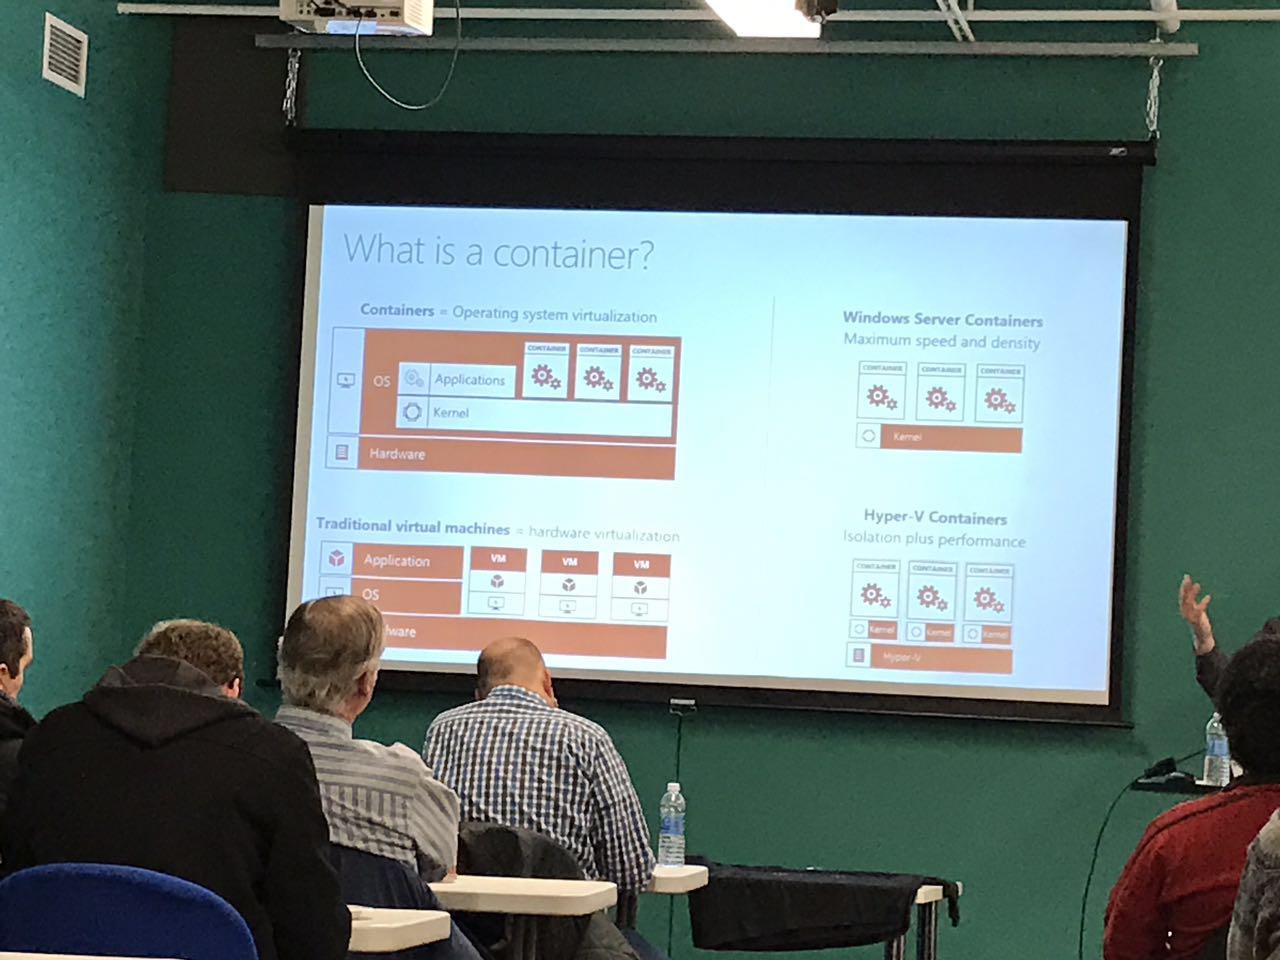 What is a container?
Containers = Operating system virtualization
CONTAINER CONTAINER CONTAINER
OS
Applications
Kernel
Hardware
Traditional virtual machines = hardware virtualization
Application
VM VM VM
OS
ware
Windows Server Containers
Maximum speed and density
CONTAINER CONTAINER CONTAINER
Kernel
Hyper-V Containers
Isolation plus performance
CONTAINER CONTAINER CONTAINER
Kernel Kernel Kernel
Hyper-V